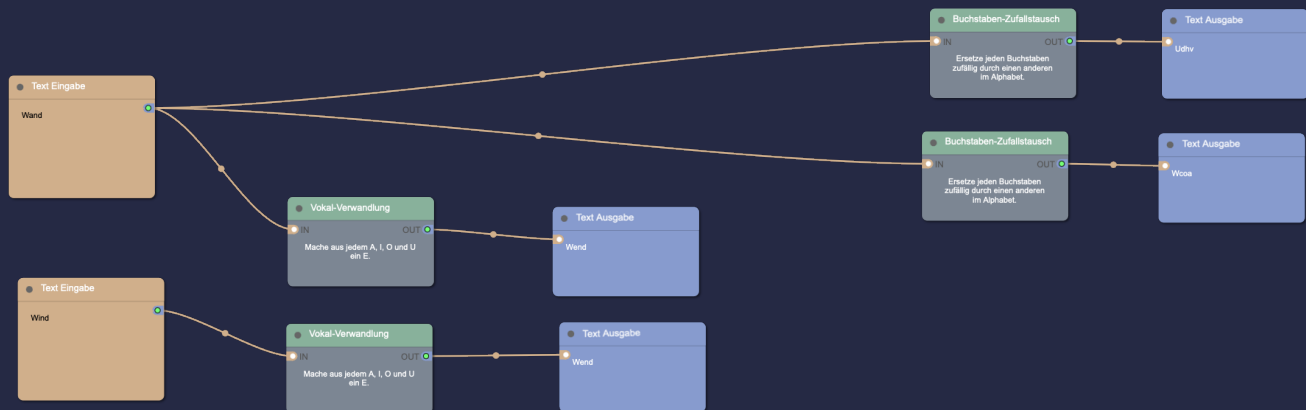 Buchstaben-Zufallstausch
Text Ausgabe
IN
OUT
Udhv
Ersetze jeden Buchstaben
zufällig durch einen anderen
im Alphabet.
Text Eingabe
Wand
Buchstaben-Zufallstausch
Text Ausgabe
IN
OUT
Wcoa
Ersetze jeden Buchstaben
zufällig durch einen anderen
im Alphabet.
Vokal-Verwandlung
Text Ausgabe
IN
OUT
Wend
Mache aus jedem A, I, O und U
ein E.
Text Eingabe
Wind
Vokal-Verwandlung
Text Ausgabe
IN
OUT
Wend
Mache aus jedem A, I, O und U
ein E.